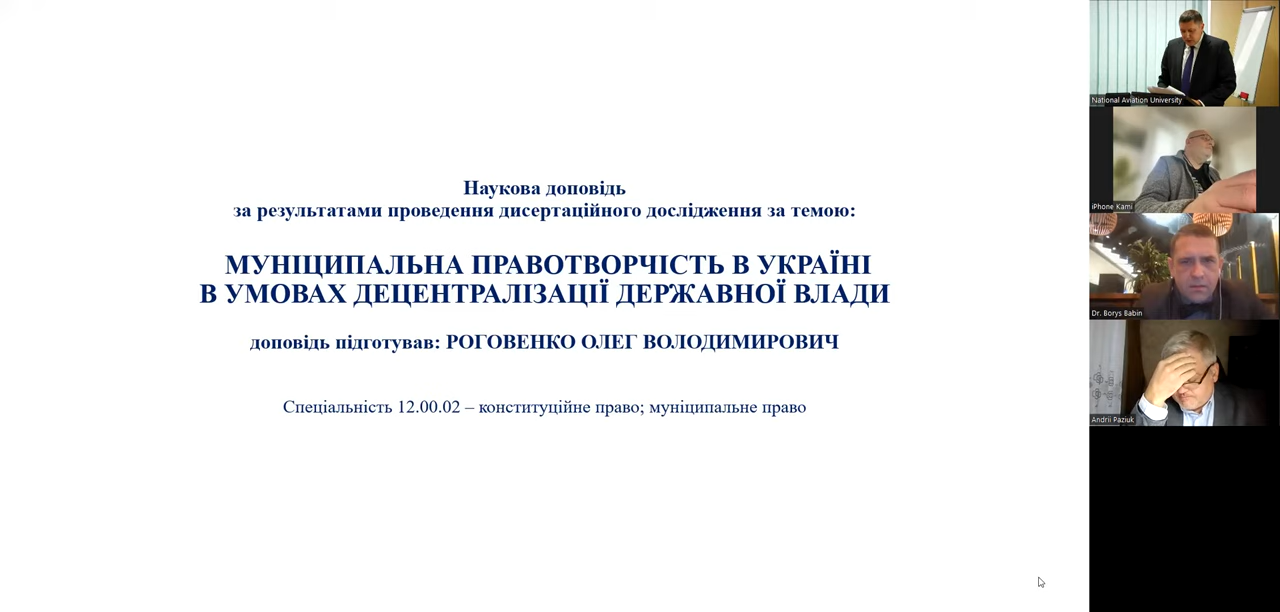 Наукова доповідь
за результатами проведення дисертаційного дослідження за темою:
МУНІЦИПАЛЬНА ПРАВОТВОРЧІСТЬ В УКРАЇНІ
В УМОВАХ ДЕЦЕНТРАЛІЗАЦІЇ ДЕРЖАВНОЇ ВЛАДИ
доповідь підготував: РОГОВЕНКО ОЛЕГ ВОЛОДИМИРОВИЧ
Спеціальність 12.00.02 – конституційне право; муніципальне право
National Aviation University
iPhone Kami
Dr. Borys Babin
Andrii Paziuk